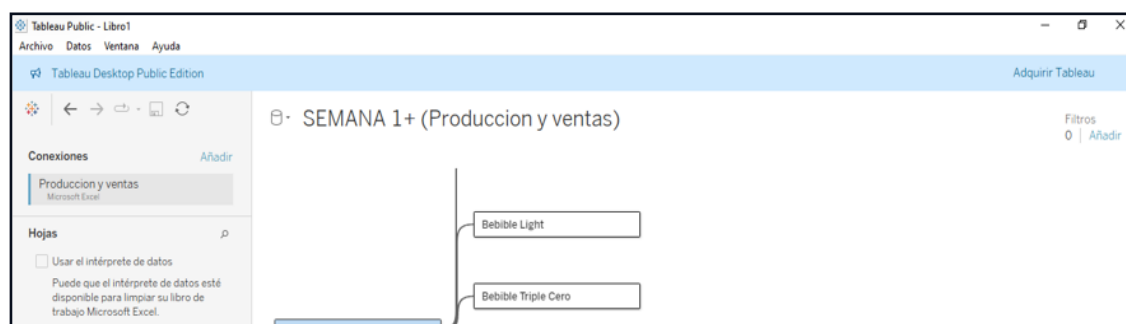 Tableau Public - Libro1
Archivo Datos Ventana Ayuda
Tableau Desktop Public Edition
Adquirir Tableau
SEMANA 1+ (Produccion y ventas)
Filtros
0 Añadir
Conexiones Añadir
Produccion y ventas
Microsoft Excel
Hojas
Usar el intérprete de datos
Puede que el intérprete de datos esté
disponible para limpiar su libro de
trabajo Microsoft Excel.
Bebible Light
Bebible Triple Cero